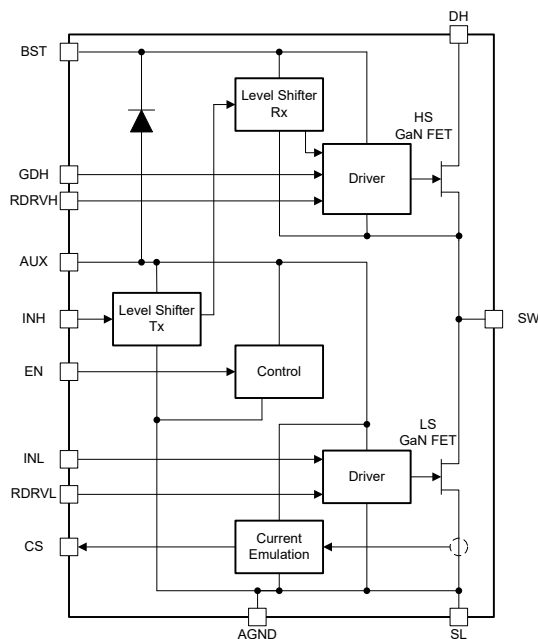 DH
BST
Level Shifter
Rx
HS
GaN FET
GDH
Driver
RDRVH
AUX
INH
Level Shifter
Tx
SW
EN
Control
LS
GaN FET
INL
Driver
RDRVL
CS
Current
Emulation
AGND
SL